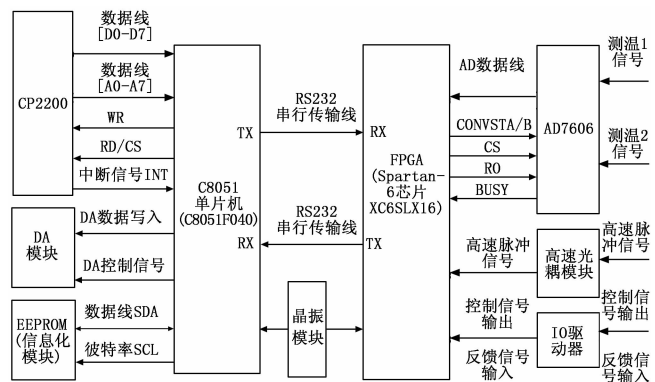 数据线
[D0-D7]
数据线
[A0-A7]
WR
RD/CS
中断信号INT
CP2200
DA数据写入
DA控制信号
DA
模块
数据线SDA
彼特率SCL
EEPROM
(信息化
模块)
TX
C8051
单片机
(C8051F040)
RX
RS232
串行传输线
RS232
串行传输线
晶振
模块
RX
FPGA
(Spartan-
6芯片
XC6SLX16)
TX
AD数据线
CONVSTA/B
CS
RO
BUSY
AD7606
测温1
信号
测温2
信号
高速脉
冲信号
高速光
耦模块
高速脉
冲信号
控制信号
输出
反馈信号
输入
IO驱
动器
控制信
号输出
反馈信
号输入